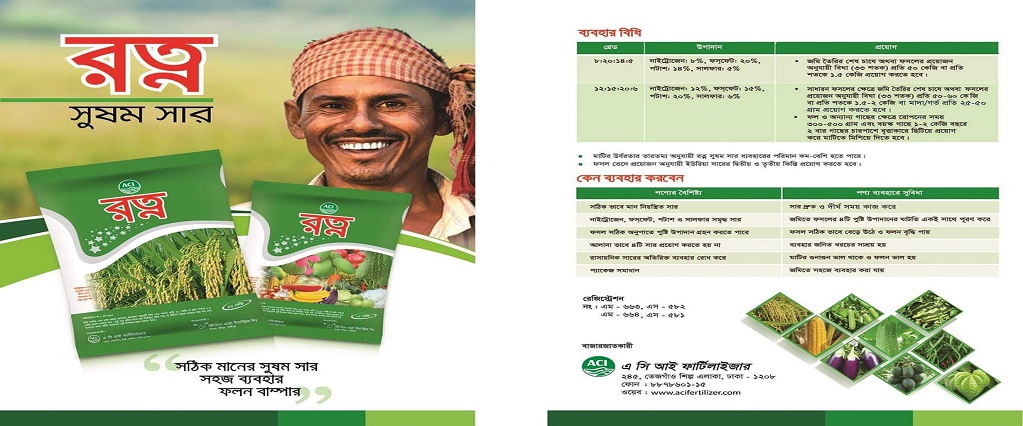 রত্ন
সুষম সার
ACI
রত্ন
ACI
রত্ন
এ সি আই ফার্টিলাইজার
সঠিক মানের সুষম সার
সহজ ব্যবহার
ফলন বাম্পার
ব্যবহার বিধি
গ্রেড উপাদান প্রয়োগ
৮:২০:১৪:৫ নাইট্রোজেন: ৮%, ফস্ফেট: ২০%,
পটাশ: ১৪%, সালফার: ৫%
জমি তৈরির শেষ চাষে অথবা ফসলের প্রয়োজন
অনুযায়ী বিঘা (৩৩ শতক) প্রতি ৫০ কেজি বা প্রতি
শতকে ১.৫ কেজি প্রয়োগ করতে হবে।
১২:১৫:২০:৬ নাইট্রোজেন: ১২%, ফস্ফেট: ১৫%,
পটাশ: ২০%, সালফার: ৬%
সাধারন ফসলের ক্ষেত্রে জমি তৈরির শেষ চাষে অথবা ফসলের
প্রয়োজন অনুযায়ী বিঘা (৩৩ শতক) প্রতি ৫০-৬০ কেজি
বা প্রতি শতকে ১.৫-২ কেজি বা মাদা/গর্ত প্রতি ২৫-৫০
গ্রাম প্রয়োগ করতে হবে।
ফল ও অন্যান্য গাছের ক্ষেত্রে রোপনের সময়
৩০০-৫০০ গ্রাম এবং বয়স্ক গাছে ১-২ কেজি বছরে
২ বার গাছের চারপাশে বৃত্তাকারে ছিটিয়ে প্রয়োগ
করে মাটিতে মিশিয়ে দিতে হবে।
মাটির উর্বরতার তারতম্য অনুযায়ী রত্ন সুষম সার ব্যবহারের পরিমান কম-বেশি হতে পারে।
ফসল ভেদে প্রয়োজন অনুযায়ী ইউরিয়া সারের দ্বিতীয় ও তৃতীয় কিস্তি প্রয়োগ করতে হবে।
কেন ব্যবহার করবেন
পণ্যের বৈশিষ্ট্য পণ্য ব্যবহারে সুবিধা
সঠিক ভাবে মান নিয়ন্ত্রিত সার সার দ্রুত ও দীর্ঘ সময় কাজ করে
নাইট্রোজেন, ফস্ফেট, পটাশ ও সালফার সমৃদ্ধ সার জমিতে ফসলের ৪টি পুষ্টি উপাদানের ঘাটতি একই সাথে পূরণ করে
ফসল সঠিক অনুপাতে পুষ্টি উপাদান গ্রহন করতে পারে ফসল সঠিক ভাবে বেড়ে উঠে ও ফলন বৃদ্ধি পায়
আলাদা ভাবে ৪টি সার প্রয়োগ করতে হয় না ব্যবহার জনিত খরচের সাশ্রয় হয়
রাসায়নিক সারের অতিরিক্ত ব্যবহার রোধ করে মাটির গুনাগুন ভাল থাকে ও ফলন ভাল হয়
প্যাকেজ সমাধান জমিতে সহজে ব্যবহার করা যায়
রেজিস্ট্রেশন
নং : এম - ৬৬৩, এস - ৫৮২
এম - ৬৬৪, এস - ৫৮১
বাজারজাতকারী
ACI
এ সি আই ফার্টিলাইজার
২৪৫, তেজগাঁও শিল্প এলাকা, ঢাকা - ১২০৮
ফোন : ৮৮৭৮৬০১-১৫
ওয়েব : www.acifertilizer.com